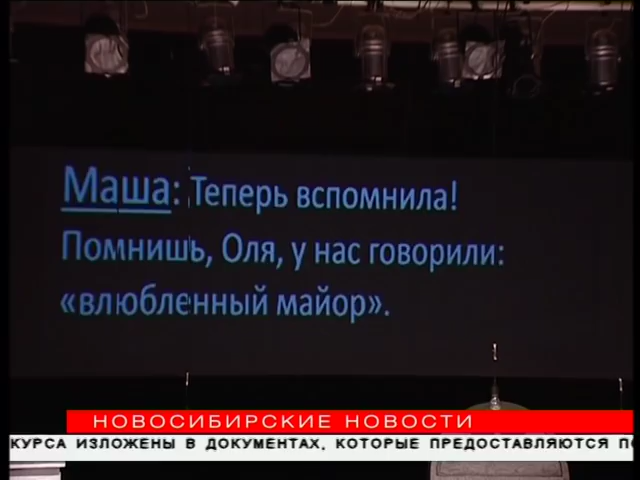 Маша: Теперь вспомнила!
Помнишь, Оля, у нас говорили:
«влюбленный майор».
НОВОСИБИРСКИЕ НОВОСТИ
КУРСА ИЗЛОЖЕНЫ В ДОКУМЕНТАХ, КОТОРЫЕ ПРЕДОСТАВЛЯЮТСЯ